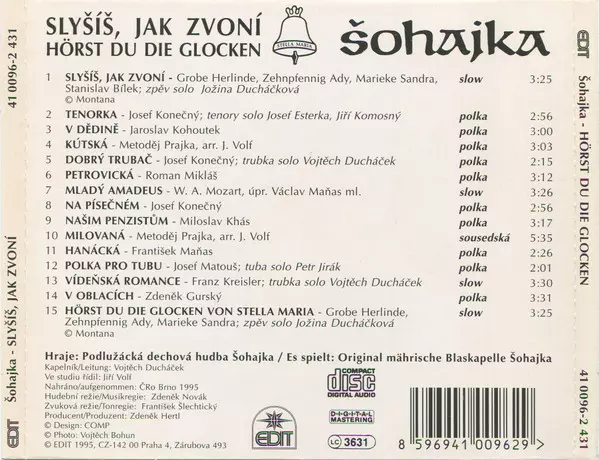 SLYŠÍŠ, JAK ZVONÍ
HÖRST DU DIE GLOCKEN
STELLA MARIA
šohajka
1 SLYŠÍŠ, JAK ZVONÍ - Grobe Herlinde, Zehnpfennig Ady, Marieke Sandra, slow 3:25
Stanislav Bílek; zpěv solo Jožina Ducháčková
© Montana
2 TENORKA - Josef Konečný; tenory solo Josef Esterka, Jiří Komosný polka 2:56
3 V DĚDINĚ - Jaroslav Kohoutek polka 3:00
4 KÚTSKÁ - Metoděj Prajka, arr. J. Volf polka 3:03
5 DOBRÝ TRUBAČ - Josef Konečný; trubka solo Vojtěch Ducháček polka 2:15
6 PETROVICKÁ - Roman Mikláš polka 3:12
7 MLADÝ AMADEUS - W. A. Mozart, úpr. Václav Maňas ml. slow 3:26
8 NA PÍSEČNÉM - Josef Konečný polka 2:56
9 NAŠIM PENZISTŮM - Miloslav Khás polka 3:17
10 MILOVANÁ - Metoděj Prajka, arr. J. Volf sousedská 5:35
11 HANÁCKÁ - František Maňas polka 2:26
12 POLKA PRO TUBU - Josef Matouš; tuba solo Petr Jirák polka 2:01
13 VÍDEŇSKÁ ROMANCE - Franz Kreisler; trubka solo Vojtěch Ducháček slow 3:30
14 V OBLACÍCH - Zdeněk Gurský polka 3:31
15 HÖRST DU DIE GLOCKEN VON STELLA MARIA - Grobe Herlinde, slow 3:25
Zehnpfennig Ady, Marieke Sandra; zpěv solo Jožina Ducháčková
© Montana
Hraje: Podlužácká dechová hudba Šohajka / Es spielt: Original mährische Blaskapelle Šohajka
Kapelník/Leitung: Vojtěch Ducháček
Ve studiu řídil: Jiří Volf
Nahráno/aufgenommen: ČRo Brno 1995
Hudební režie/Musikregie: Zdeněk Novák
Zvuková režie/Tonregie: František Šlechtický
Producent/Produzent: Zdeněk Hertl
© Design: COMP
© Photo: Vojtěch Bohun
© EDIT 1995, CZ-142 00 Praha 4, Zárubova 493
EDIT
COMPACT
disc
DIGITAL AUDIO
DIGITAL
MASTERING
LC 3631
8 596941 009629
41 0096-2 431
Šohajka - SLYŠÍŠ, JAK ZVONÍ
EDIT
EDIT
Šohajka - HÖRST DU DIE GLOCKEN
41 0096-2 431